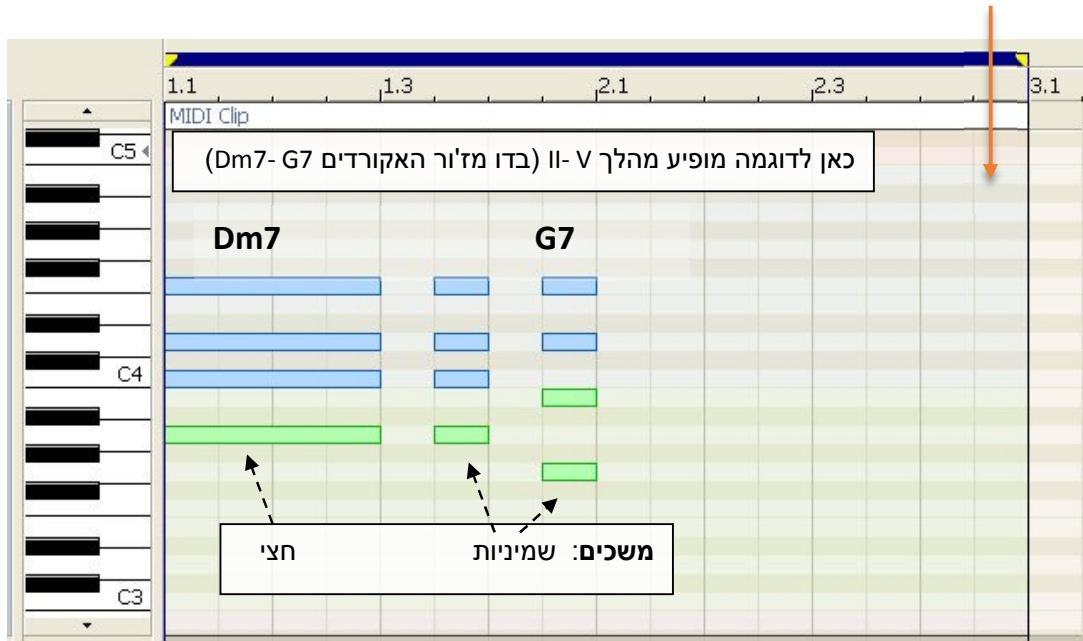 1.1 1.3 2.1 2.3 3.1
MIDI Clip
C5
כאן לדוגמה מופיע מהלך II- V (בדו מז'ור האקורדים Dm7- G7)
Dm7 G7
C4
משכים: שמיניות חצי
C3